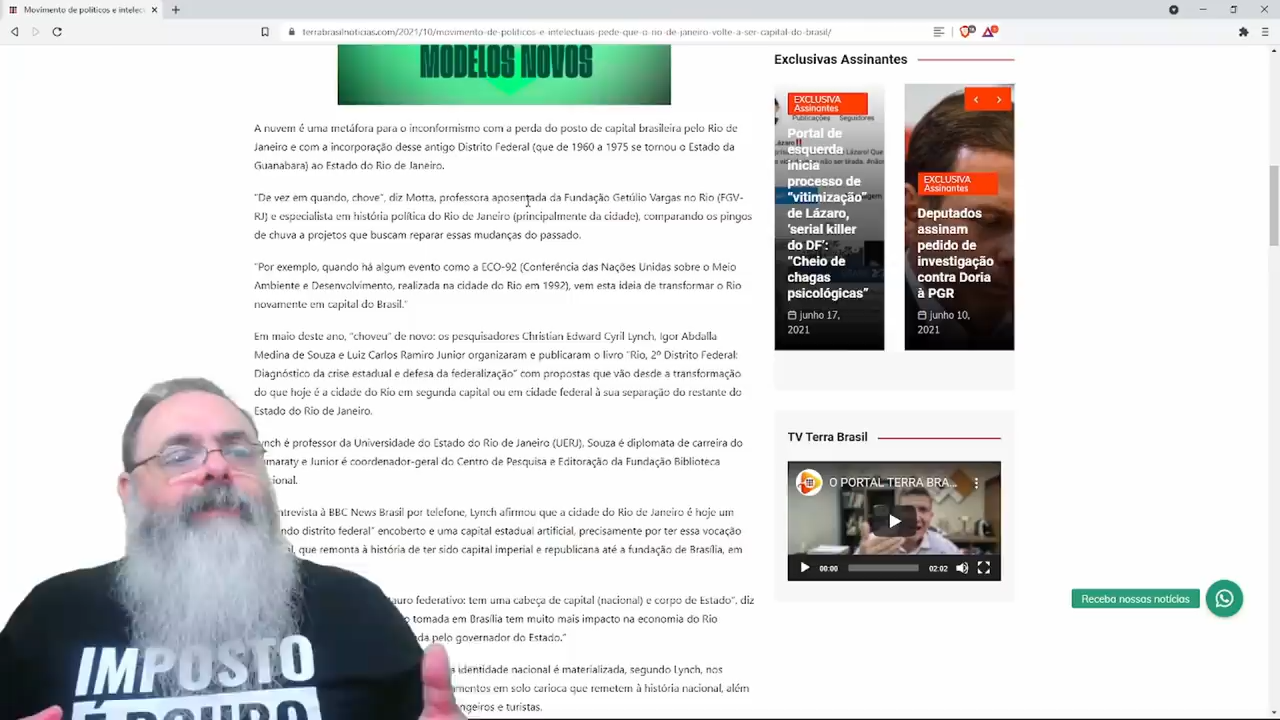 Movimento de políticos e intelec
terrabrasilnoticias.com/2021/10/movimento-de-politicos-e-intelectuais-pede-que-o-rio-de-janeiro-volte-a-ser-capital-do-brasil/
MODELOS NOVOS
A nuvem é uma metáfora para o inconformismo com a perda do posto de capital brasileira pelo Rio de
Janeiro e com a incorporação desse antigo Distrito Federal (que de 1960 a 1975 se tornou o Estado da
Guanabara) ao Estado do Rio de Janeiro.
"De vez em quando, chove", diz Motta, professora aposentada da Fundação Getúlio Vargas no Rio (FGV-
RJ) e especialista em história política do Rio de Janeiro (principalmente da cidade), comparando os pingos
de chuva a projetos que buscam reparar essas mudanças do passado.
"Por exemplo, quando há algum evento como a ECO-92 (Conferência das Nações Unidas sobre o Meio
Ambiente e Desenvolvimento, realizada na cidade do Rio em 1992), vem esta ideia de transformar o Rio
novamente em capital do Brasil."
Em maio deste ano, "choveu" de novo: os pesquisadores Christian Edward Cyril Lynch, Igor Abdalla
Medina de Souza e Luiz Carlos Ramiro Junior organizaram e publicaram o livro "Rio, 2º Distrito Federal:
Diagnóstico da crise estadual e defesa da federalização" com propostas que vão desde a transformação
do que hoje é a cidade do Rio em segunda capital ou em cidade federal à sua separação do restante do
Estado do Rio de Janeiro.
ynch é professor da Universidade do Estado do Rio de Janeiro (UERJ), Souza é diplomata de carreira do
maraty e Junior é coordenador-geral do Centro de Pesquisa e Editoração da Fundação Biblioteca
cional.
ntrevista à BBC News Brasil por telefone, Lynch afirmou que a cidade do Rio de Janeiro é hoje um
ndo distrito federal" encoberto e uma capital estadual artificial, precisamente por ter essa vocação
al, que remonta à história de ter sido capital imperial e republicana até a fundação de Brasília, em
auro federativo: tem uma cabeça de capital (nacional) e corpo de Estado", diz
o tomada em Brasília tem muito mais impacto na economia do Rio
da pelo governador do Estado."
a identidade nacional é materializada, segundo Lynch, nos
mentos em solo carioca que remetem à história nacional, além
ngeiros e turistas.
Exclusivas Assinantes
EXCLUSIVA
Assinantes
Publicações Seguidores
Portal de
esquerda
inicia
processo de
"vitimização"
de Lázaro,
'serial killer
do DF':
"Cheio de
chagas
psicológicas"
junho 17,
2021
EXCLUSIVA
Assinantes
Deputados
assinam
pedido de
investigação
contra Doria
à PGR
junho 10,
2021
TV Terra Brasil
O PORTAL TERRA BRA...
00:00
02:02
Receba nossas notícias
IMPOSTO
É ROUBO